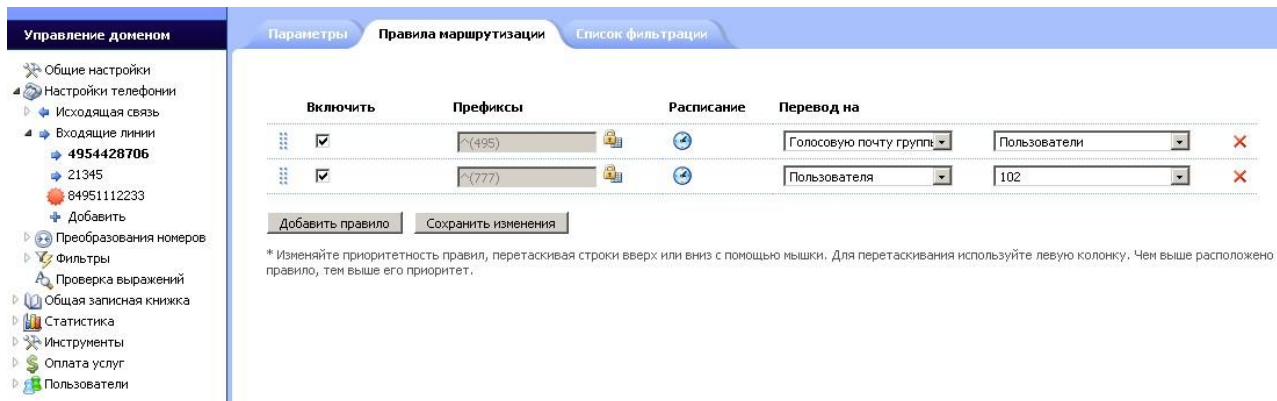 Управление доменом
Параметры Правила маршрутизации Список фильтрации
Общие настройки
Настройки телефонии
Исходящая связь
Входящие линии
4954428706
21345
84951112233
Добавить
Преобразования номеров
Фильтры
Проверка выражений
Общая записная книжка
Статистика
Инструменты
Оплата услуг
Пользователи
Включить Префиксы Расписание Перевод на
^(495) Голосовую почту группы Пользователи
^(777) Пользователя 102
Добавить правило Сохранить изменения
* Изменяйте приоритетность правил, перетаскивая строки вверх или вниз с помощью мышки. Для перетаскивания используйте левую колонку. Чем выше расположено
правило, тем выше его приоритет.